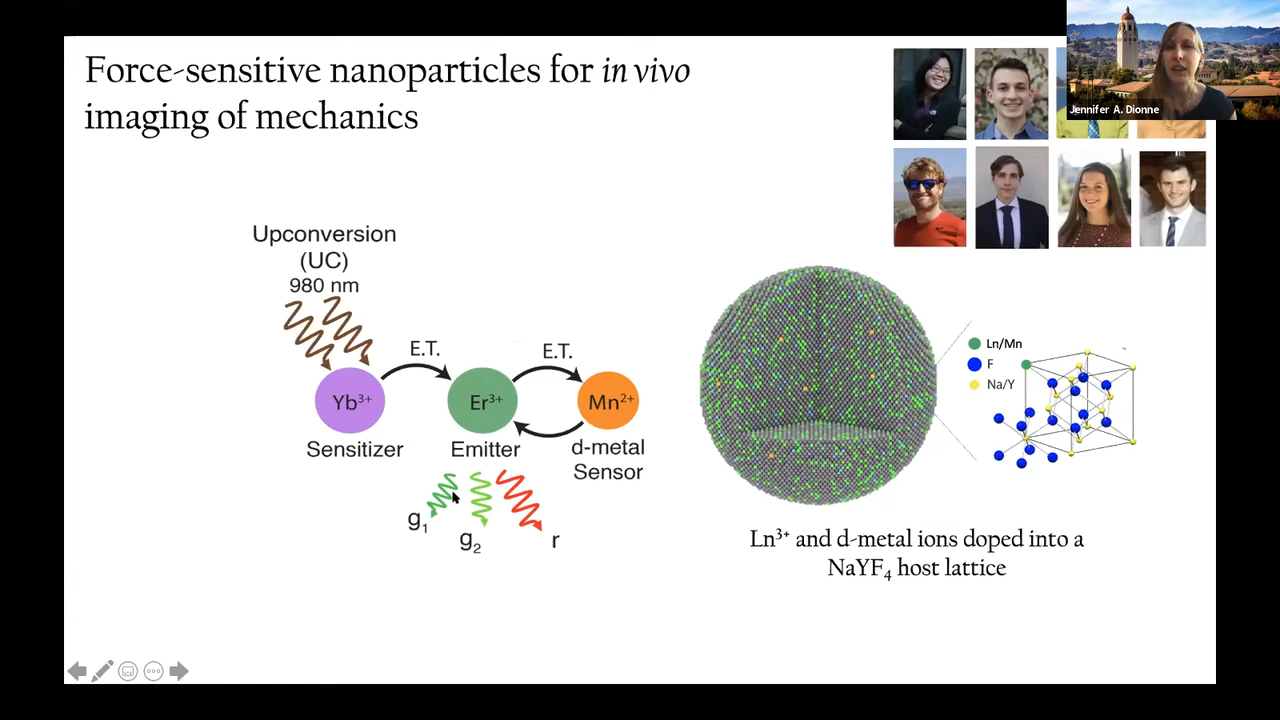 Force-sensitive nanoparticles for in vivo
imaging of mechanics
Jennifer A. Dionne
Upconversion
(UC)
980 nm
E.T.
E.T.
Yb³⁺
Er³⁺
Mn²⁺
Sensitizer
Emitter
d-metal
Sensor
g₁
g₂
r
Ln/Mn
F
Na/Y
Ln³⁺ and d-metal ions doped into a
NaYF₄ host lattice